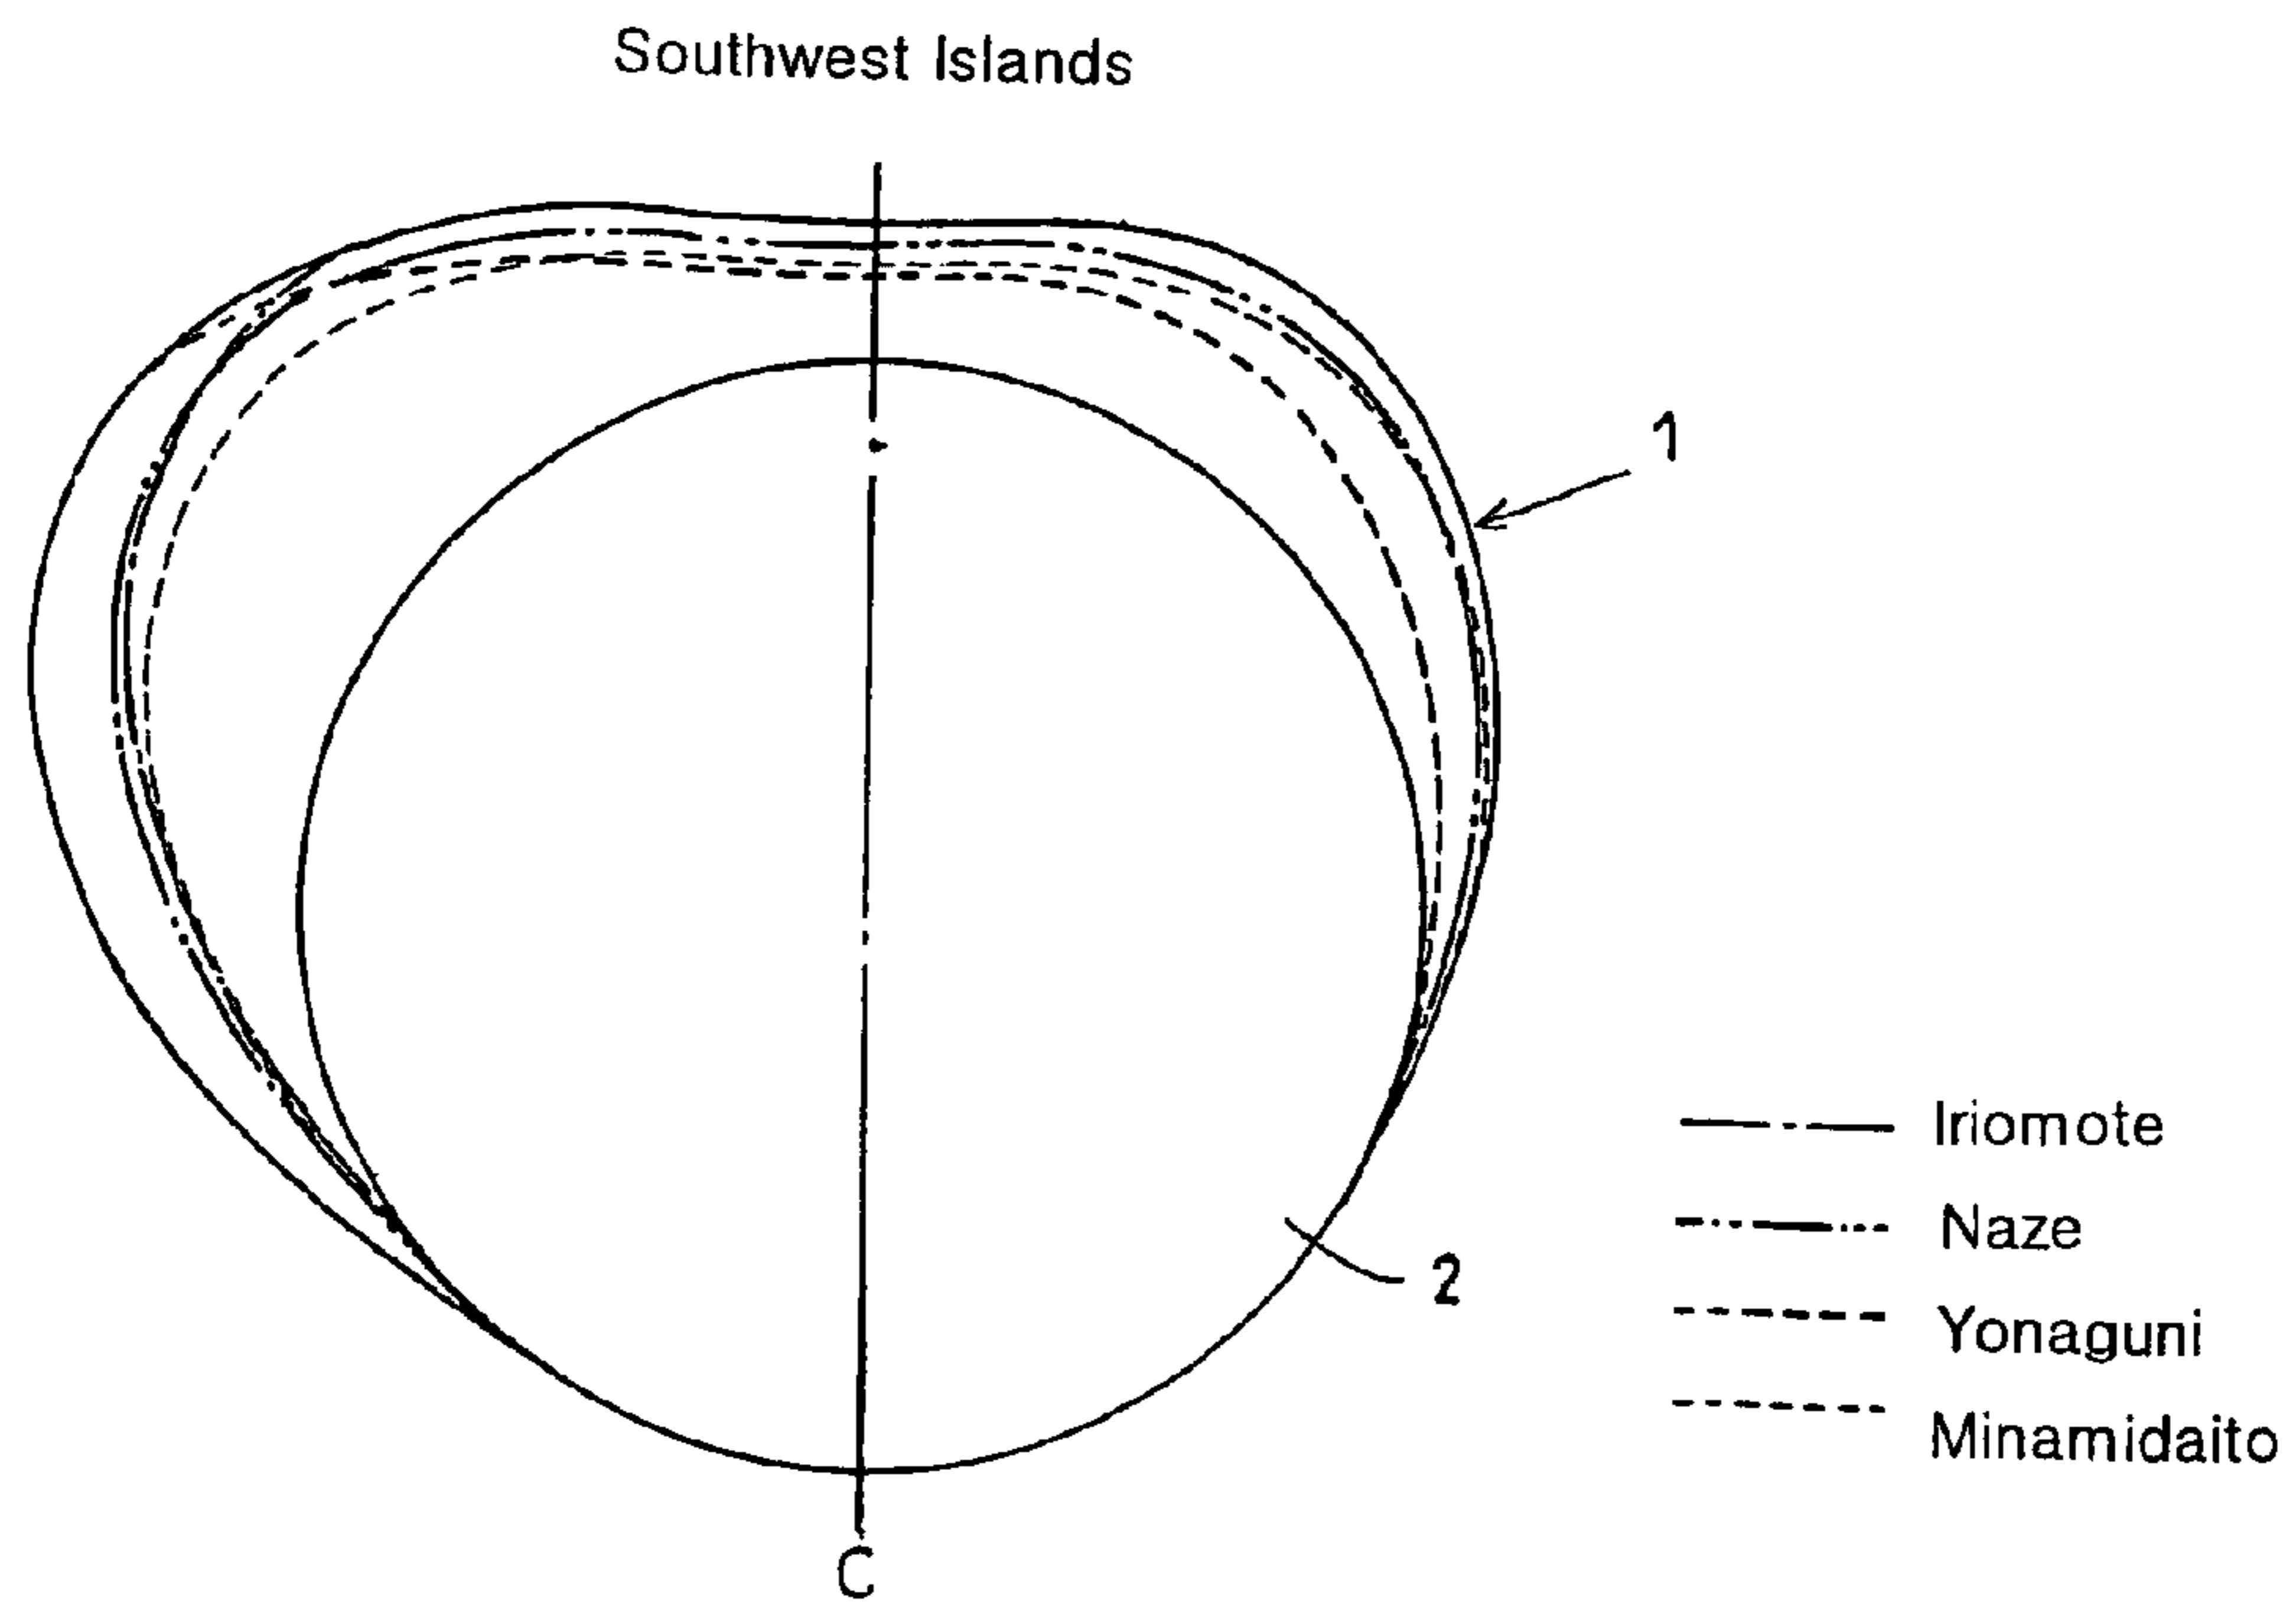 Southwest Islands
1
Iriomote
Naze
2
Yonaguni
Minamidaito
C